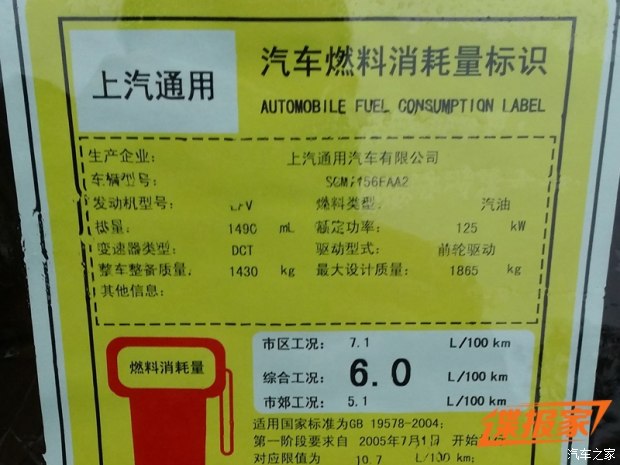 上汽通用
汽车燃料消耗量标识
AUTOMOBILE FUEL CONSUMPTION LABEL
生产企业: 上汽通用汽车有限公司
车辆型号:
发动机型号: 燃料类型: 汽油
排量: 1490 mL 额定功率: 125 kW
变速器类型: DCT 驱动型式: 前轮驱动
整车整备质量: 1430 kg 最大设计质量: 1865 kg
其他信息:
燃料消耗量
市区工况: 7.1 L/100 km
综合工况: 6.0 L/100 km
市郊工况: 5.1 L/100 km
适用国家标准为GB 19578-2004;
第一阶段要求自 2005年7月1日 开始
对应限值为 10.7 L/100 km;
谍报家
汽车之家